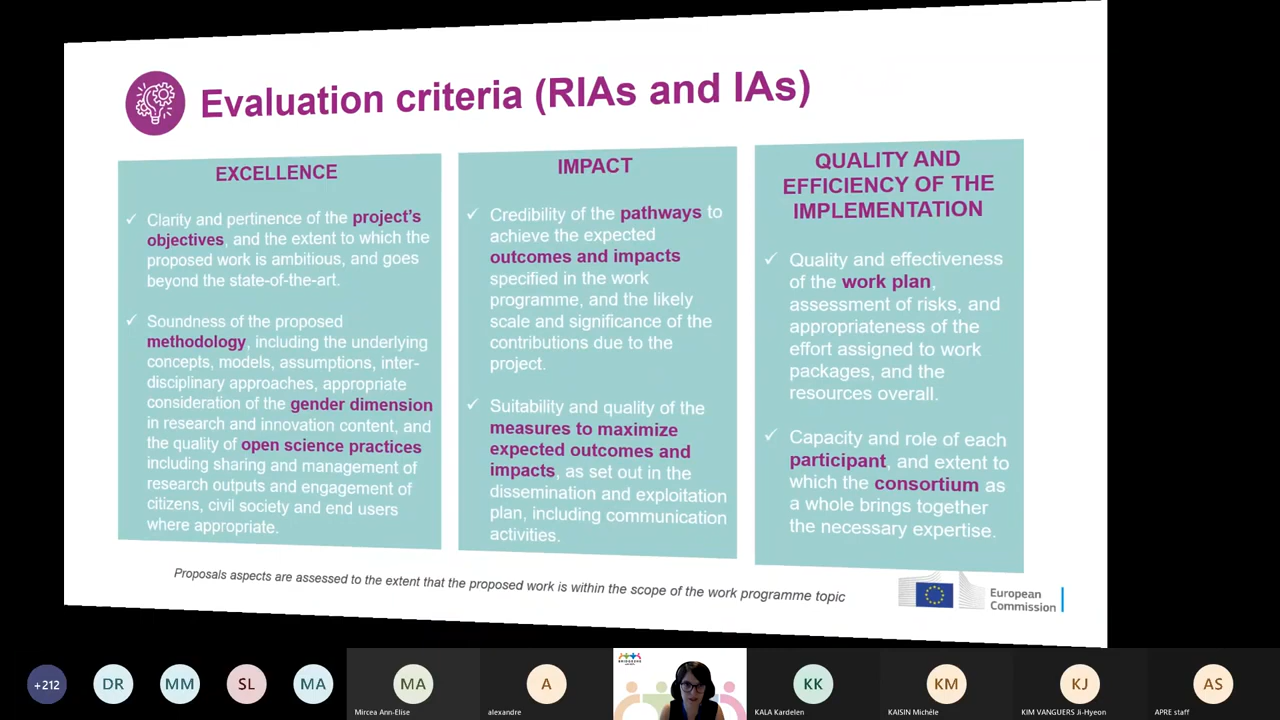 Evaluation criteria (RIAs and IAs)
EXCELLENCE
✓ Clarity and pertinence of the project's
objectives, and the extent to which the
proposed work is ambitious, and goes
beyond the state-of-the-art.
✓ Soundness of the proposed
methodology, including the underlying
concepts, models, assumptions, inter-
disciplinary approaches, appropriate
consideration of the gender dimension
in research and innovation content, and
the quality of open science practices
including sharing and management of
research outputs and engagement of
citizens, civil society and end users
where appropriate.
IMPACT
✓ Credibility of the pathways to
achieve the expected
outcomes and impacts
specified in the work
programme, and the likely
scale and significance of the
contributions due to the
project.
✓ Suitability and quality of the
measures to maximize
expected outcomes and
impacts, as set out in the
dissemination and exploitation
plan, including communication
activities.
QUALITY AND
EFFICIENCY OF THE
IMPLEMENTATION
✓ Quality and effectiveness
of the work plan,
assessment of risks, and
appropriateness of the
effort assigned to work
packages, and the
resources overall.
✓ Capacity and role of each
participant, and extent to
which the consortium as
a whole brings together
the necessary expertise.
Proposals aspects are assessed to the extent that the proposed work is within the scope of the work programme topic
European
Commission
+212
DR
MM
SL
MA
MA
Mircea Ann-Elise
A
alexandre
KK
KALA Kardelen
KM
KAISIN Michèle
KJ
KIM VANGUERS Ji-Hyeon
AS
APRE staff